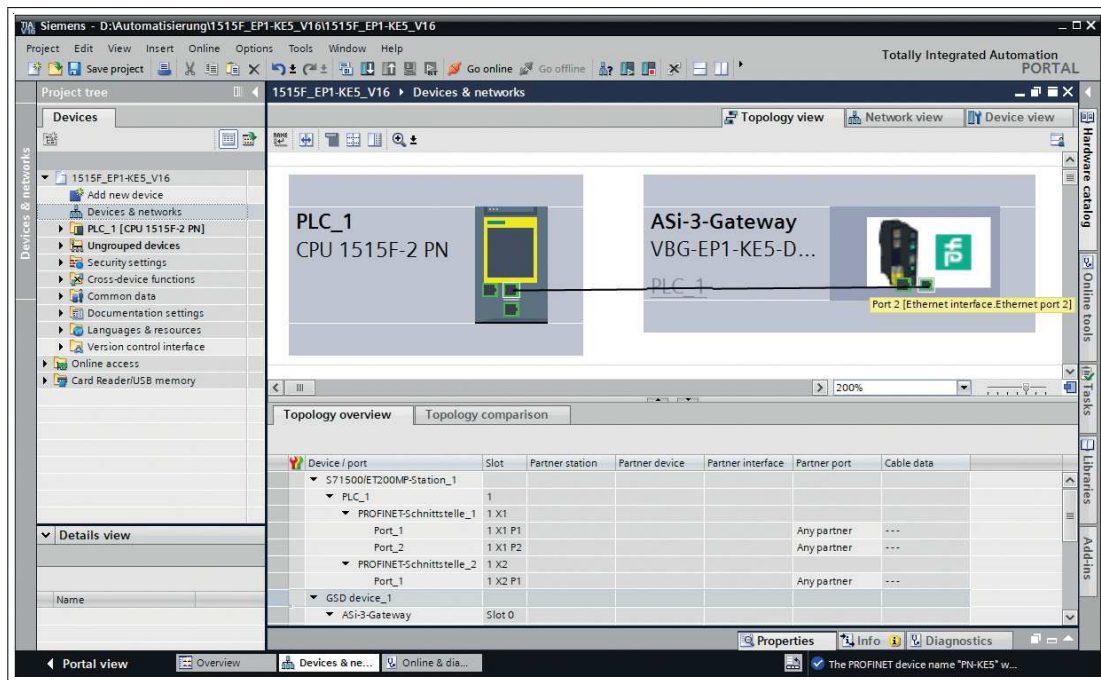 Siemens - D:\Automatisierung\1515F_EP1-KE5_V16\1515F_EP1-KE5_V16
Project Edit View Insert Online Options Tools Window Help
Totally Integrated Automation
PORTAL
Save project Go online Go offline
Project tree
1515F_EP1-KE5_V16 Devices & networks
Devices
Topology view Network view Device view
Devices & networks
1515F_EP1-KE5_V16
Add new device
Devices & networks
PLC_1 [CPU 1515F-2 PN]
Ungrouped devices
Security settings
Cross-device functions
Common data
Documentation settings
Languages & resources
Version control interface
Online access
Card Reader/USB memory
PLC_1
CPU 1515F-2 PN
ASi-3-Gateway
VBG-EP1-KE5-D...
PLC_1
Port 2 [Ethernet interface.Ethernet port 2]
200%
Topology overview Topology comparison
Device / port Slot Partner station Partner device Partner interface Partner port Cable data
S71500/ET200MP-Station_1
PLC_1 1
PROFINET-Schnittstelle_1 1 X1
Port_1 1 X1 P1 Any partner ---
Port_2 1 X1 P2 Any partner ---
PROFINET-Schnittstelle_2 1 X2
Port_1 1 X2 P1 Any partner ---
GSD device_1
ASi-3-Gateway Slot 0
Details view
Name
Hardware catalog
Online tools
Tasks
Libraries
Add-ins
Properties Info Diagnostics
Portal view Overview Devices & ne... Online & dia... The PROFINET device name "PN-KE5" w...